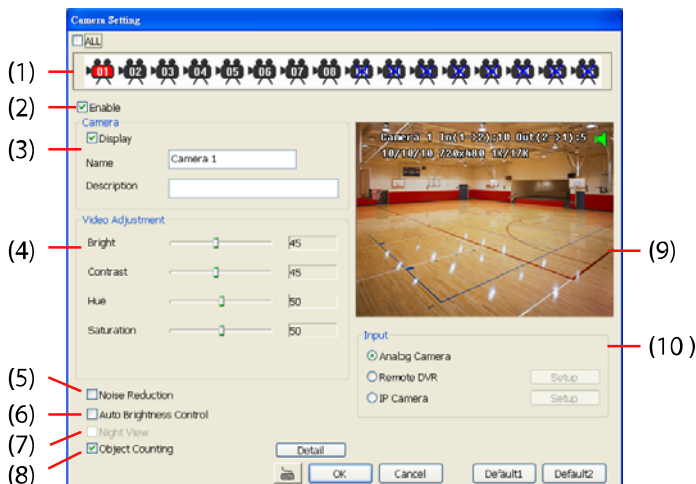 Camera Setting
ALL
(1)
01 02 03 04 05 06 07 08
(2)
Enable
Camera
(3)
Display
Name
Camera 1
Description
Camera 1 In(1->2):10 Out(2->1):5
10/10/10 720x480 1K/17K
Video Adjustment
(4)
Bright
45
(9)
Contrast
45
Hue
50
Saturation
50
Input
(10)
Analog Camera
Remote DVR
Setup
IP Camera
Setup
(5)
Noise Reduction
(6)
Auto Brightness Control
(7)
Night View
(8)
Object Counting
Detail
OK
Cancel
Default1
Default2